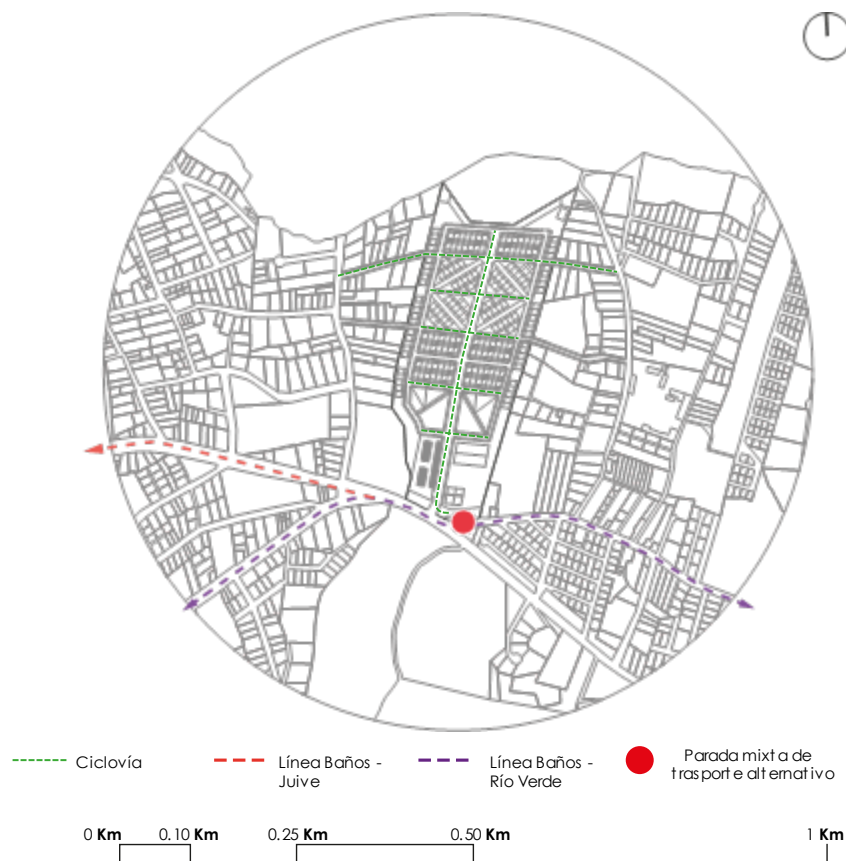 Ciclovía
Línea Baños -
Juive
Línea Baños -
Río Verde
Parada mixta de
trasporte alternativo
0 Km 0.10 Km 0.25 Km 0.50 Km 1 Km